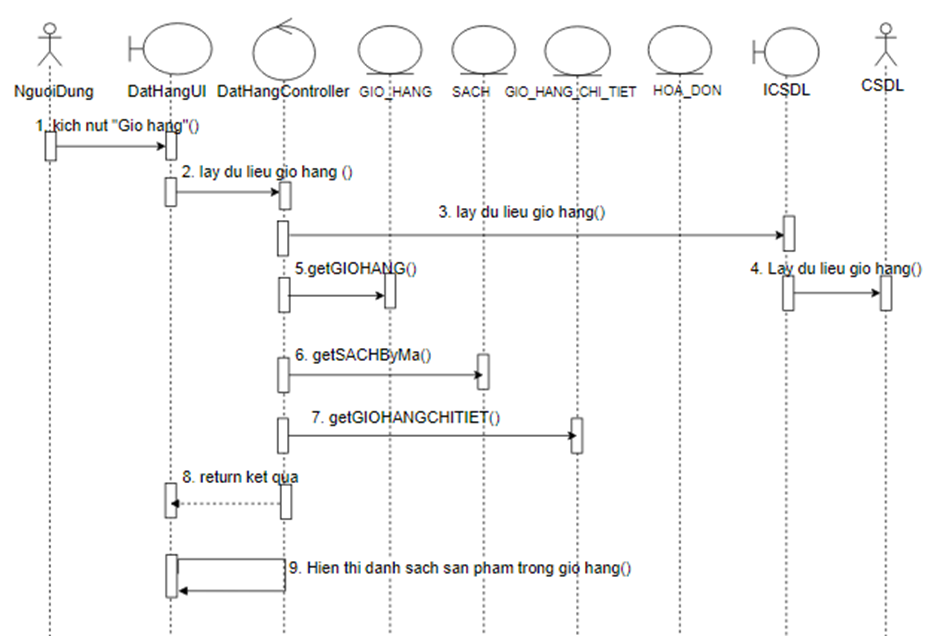 NguoiDung
DatHangUI
DatHangController
GIO_HANG
SACH
GIO_HANG_CHI_TIET
HOA_DON
ICSDL
CSDL
1. kich nut "Gio hang"()
2. lay du lieu gio hang ()
3. lay du lieu gio hang()
4. Lay du lieu gio hang()
5.getGIOHANG()
6. getSACHByMa()
7. getGIOHANGCHITIET()
8. return ket qua
9. Hien thi danh sach san pham trong gio hang()